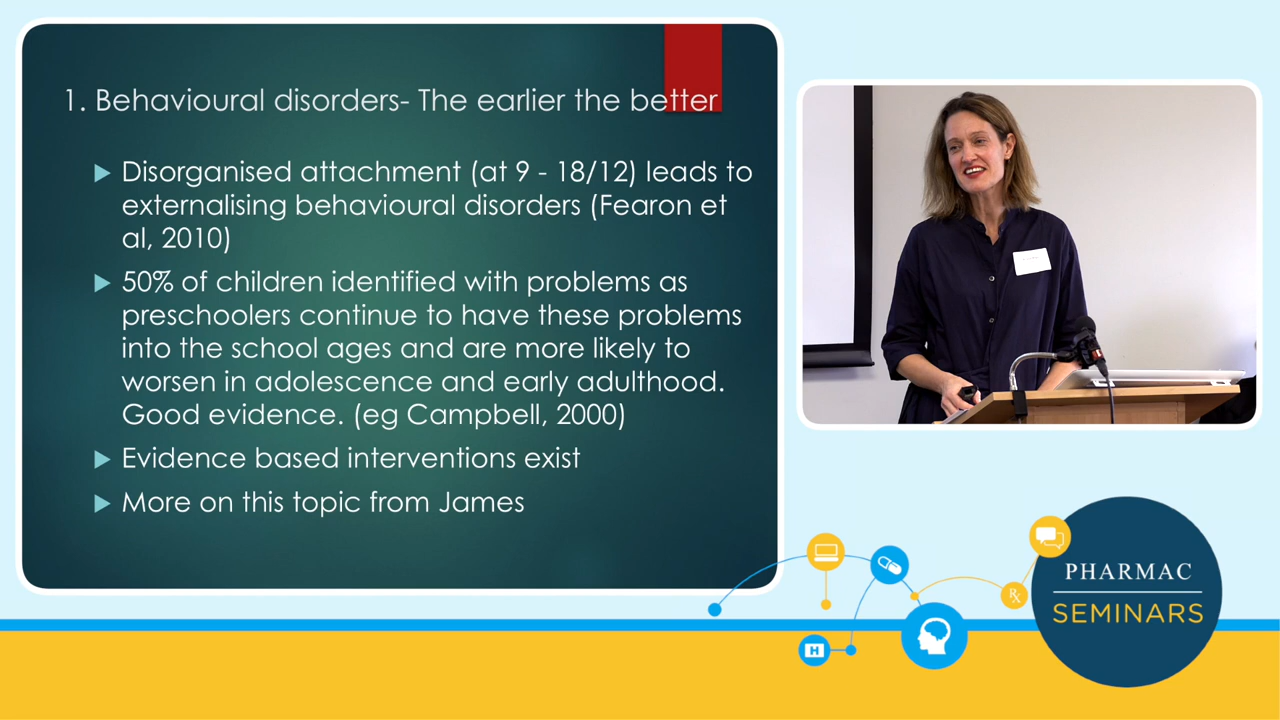 1. Behavioural disorders- The earlier the better
Disorganised attachment (at 9 - 18/12) leads to
externalising behavioural disorders (Fearon et
al, 2010)
50% of children identified with problems as
preschoolers continue to have these problems
into the school ages and are more likely to
worsen in adolescence and early adulthood.
Good evidence. (eg Campbell, 2000)
Evidence based interventions exist
More on this topic from James
PHARMAC
SEMINARS
Rx
H